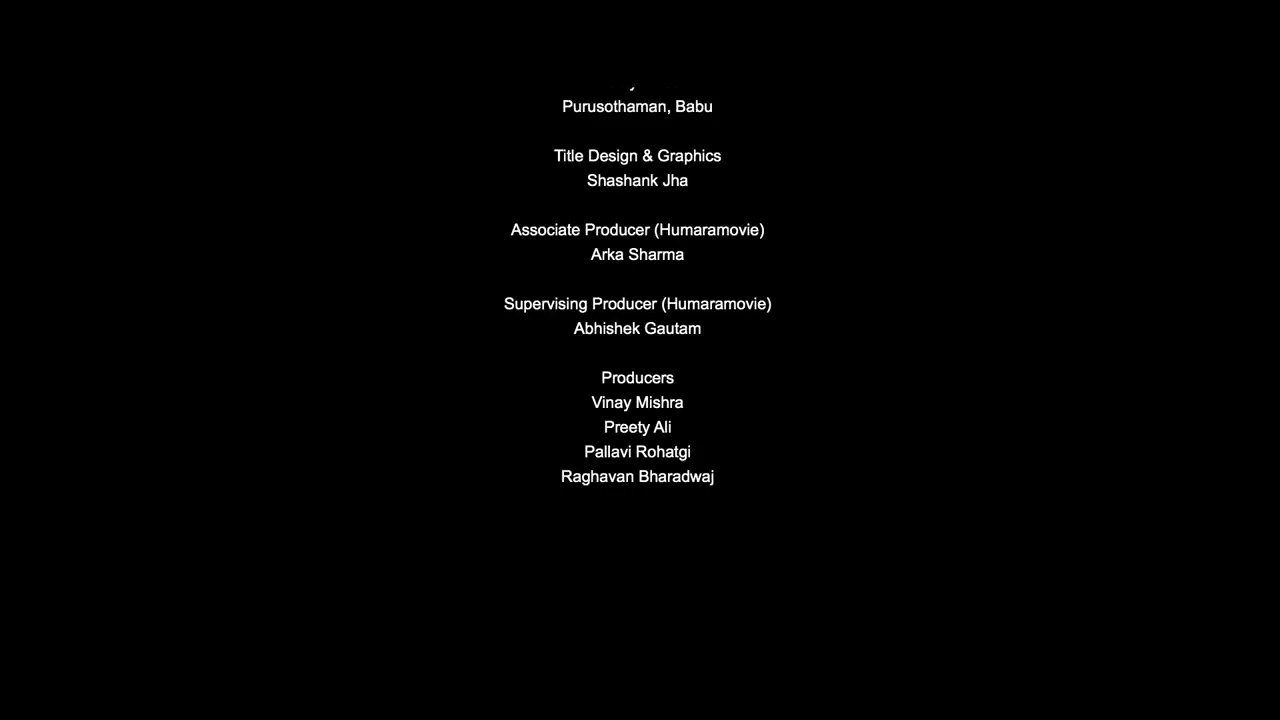 Purusothaman, Babu
Title Design & Graphics
Shashank Jha
Associate Producer (Humaramovie)
Arka Sharma
Supervising Producer (Humaramovie)
Abhishek Gautam
Producers
Vinay Mishra
Preety Ali
Pallavi Rohatgi
Raghavan Bharadwaj